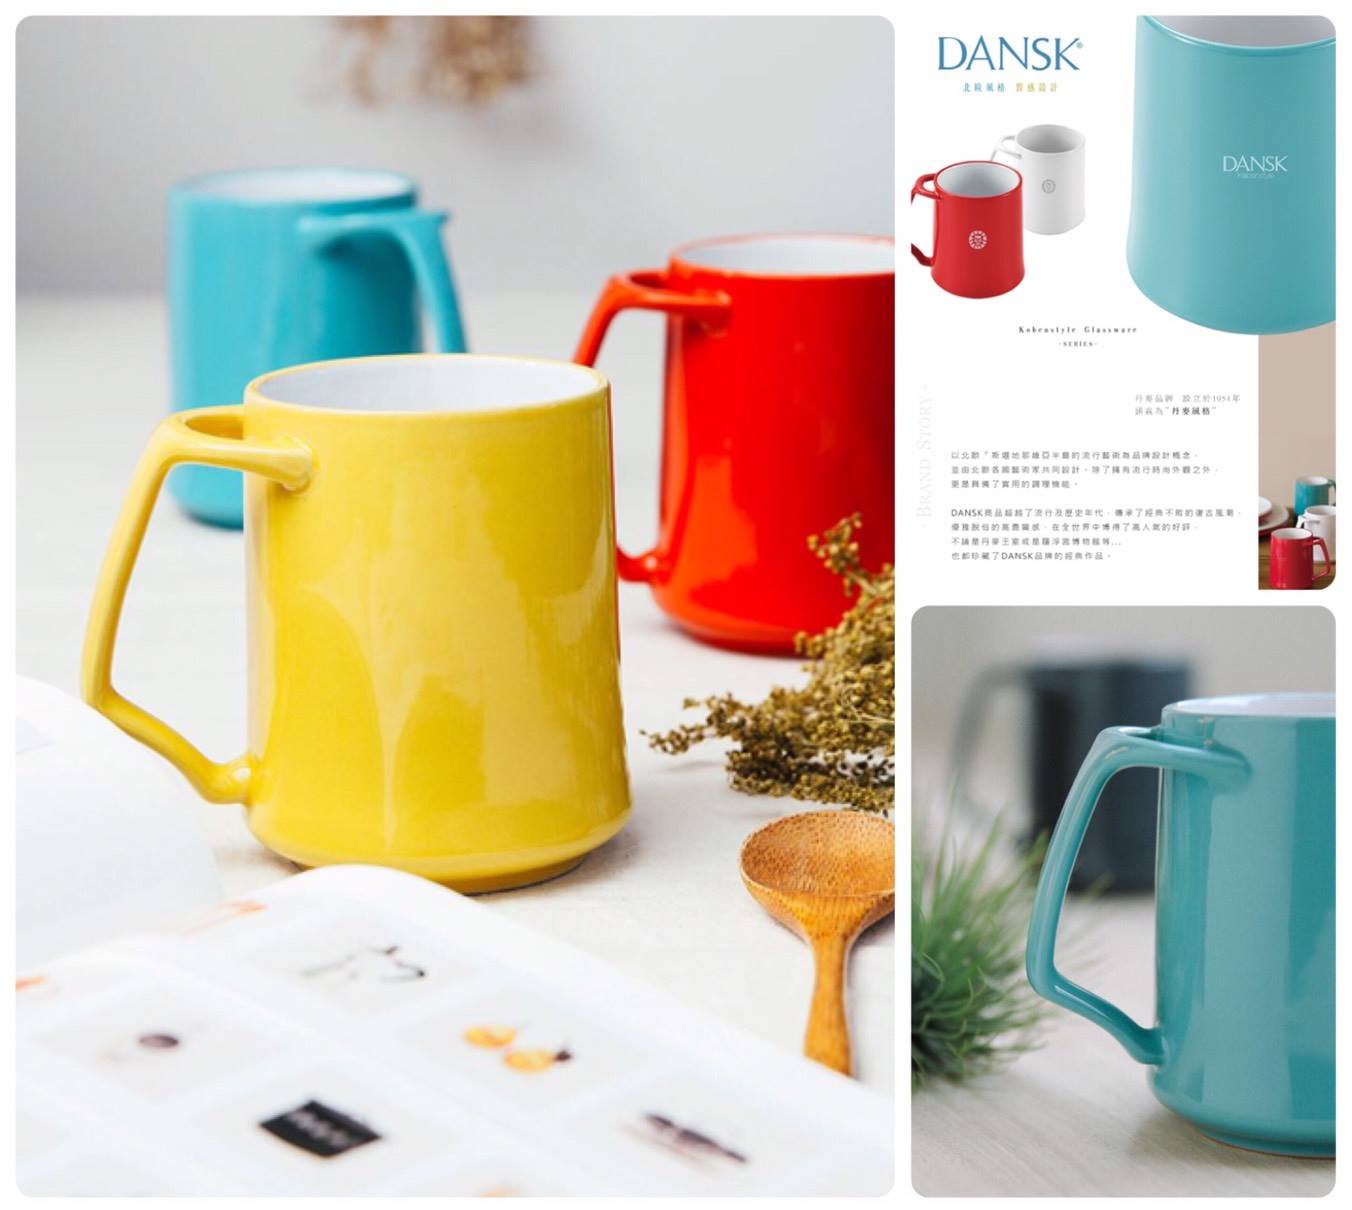 DANSK®
北歐風格 質感設計
DANSK
Kobenstyle
Kobenstyle Glassware
-SERIES-
丹麥品牌 設立於1954年
涵義為"丹麥風格"
· BRAND STORY ·
以北歐「斯堪地那維亞半島的流行藝術為品牌設計概念，
並由北歐各國藝術家共同設計。除了擁有流行時尚外觀之外，
更是具備了實用的調理機能。
DANSK商品超越了流行及歷史年代，傳承了經典不敗的復古風潮，
優雅脫俗的高貴質感，在全世界中博得了高人氣的好評，
不論是丹麥王室或是羅浮宮博物館等...
也都珍藏了DANSK品牌的經典作品。